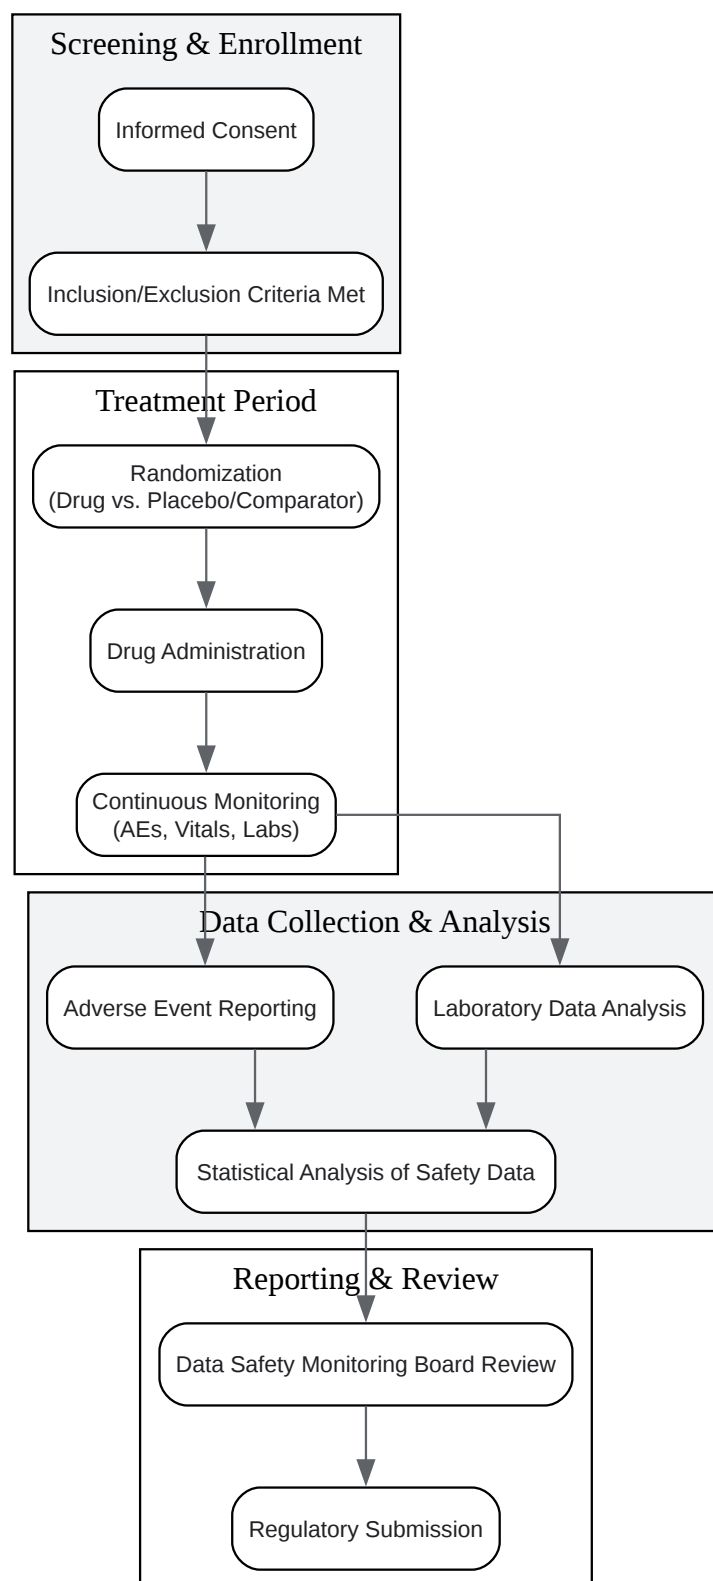 Screening & Enrollment
Informed Consent
Inclusion/Exclusion Criteria Met
Treatment Period
Randomization
(Drug vs. Placebo/Comparator)
Drug Administration
Continuous Monitoring
(AEs, Vitals, Labs)
Data Collection & Analysis
Adverse Event Reporting
Laboratory Data Analysis
Statistical Analysis of Safety Data
Reporting & Review
Data Safety Monitoring Board Review
Regulatory Submission